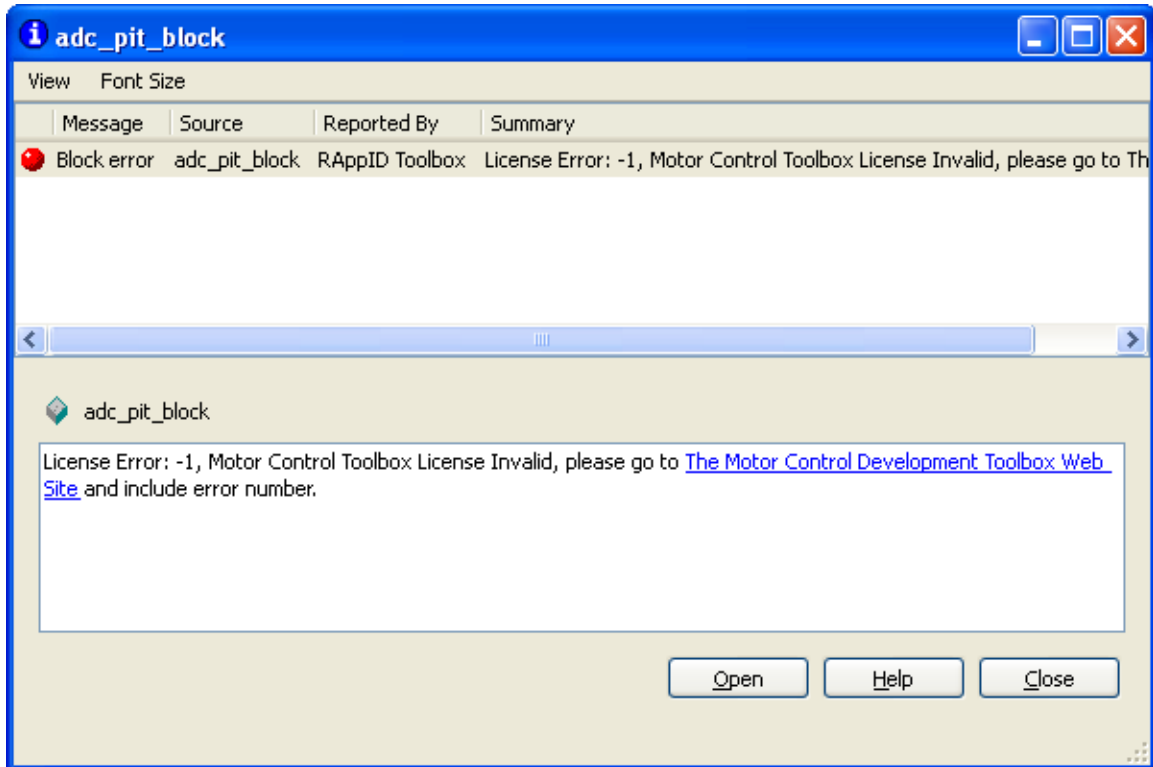 adc_pit_block
View Font Size
Message Source Reported By Summary
Block error adc_pit_block RAppID Toolbox License Error: -1, Motor Control Toolbox License Invalid, please go to Th
adc_pit_block
License Error: -1, Motor Control Toolbox License Invalid, please go to The Motor Control Development Toolbox Web
Site and include error number.
Open Help Close